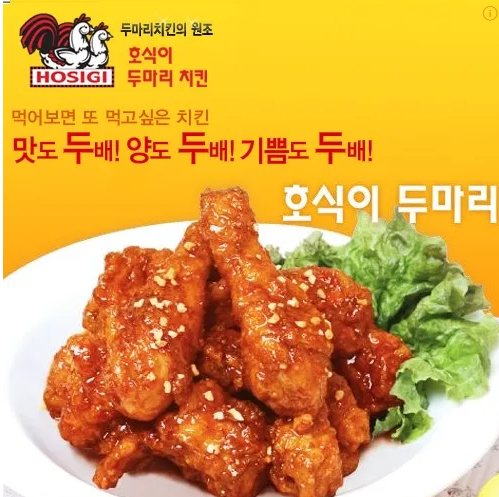 두마리치킨의 원조
호식이
두마리 치킨
HOSIGI
먹어보면 또 먹고싶은 치킨
맛도 두배! 양도 두배! 기쁨도 두배!
호식이 두마리